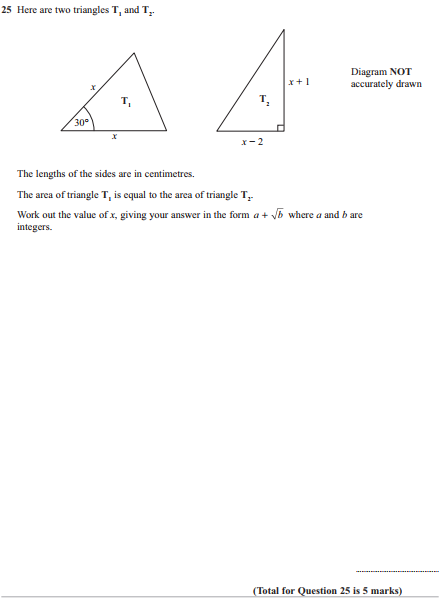 25 Here are two triangles T₁ and T₂.
x
T₁
30°
x
x + 1
T₂
x − 2
Diagram NOT
accurately drawn
The lengths of the sides are in centimetres.
The area of triangle T₁ is equal to the area of triangle T₂.
Work out the value of x, giving your answer in the form a + √b where a and b are
integers.
(Total for Question 25 is 5 marks)